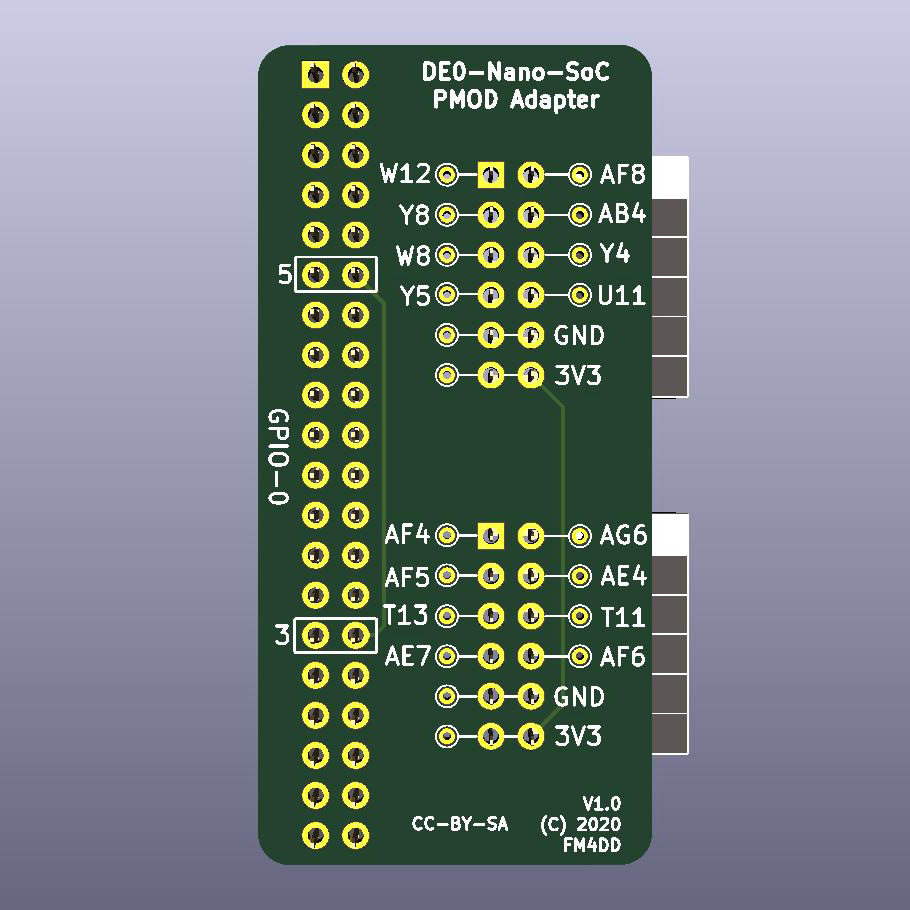 DE0-Nano-SoC
PMOD Adapter
W12 AF8
Y8 AB4
W8 Y4
Y5 U11
GND
3V3
5
GPIO-0
AF4 AG6
AF5 AE4
T13 T11
AE7 AF6
GND
3V3
3
V1.0
CC-BY-SA (C) 2020
FM4DD